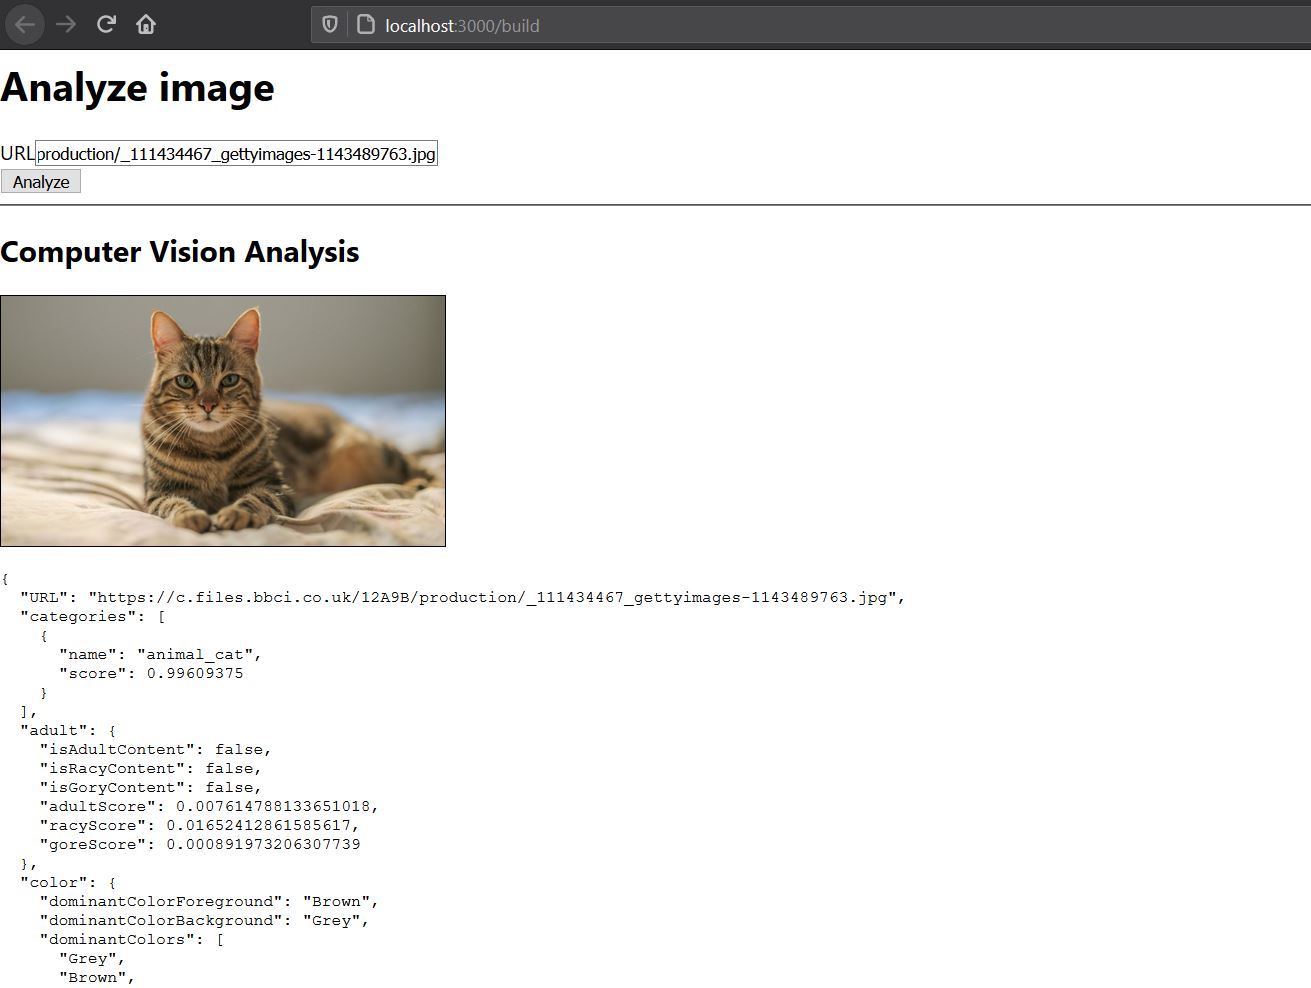 localhost:3000/build
Analyze image
URL production/_111434467_gettyimages-1143489763.jpg
Analyze
Computer Vision Analysis
{
  "URL": "https://c.files.bbci.co.uk/12A9B/production/_111434467_gettyimages-1143489763.jpg",
  "categories": [
    {
      "name": "animal_cat",
      "score": 0.99609375
    }
  ],
  "adult": {
    "isAdultContent": false,
    "isRacyContent": false,
    "isGoryContent": false,
    "adultScore": 0.007614788133651018,
    "racyScore": 0.01652412861585617,
    "goreScore": 0.000891973206307739
  },
  "color": {
    "dominantColorForeground": "Brown",
    "dominantColorBackground": "Grey",
    "dominantColors": [
      "Grey",
      "Brown",